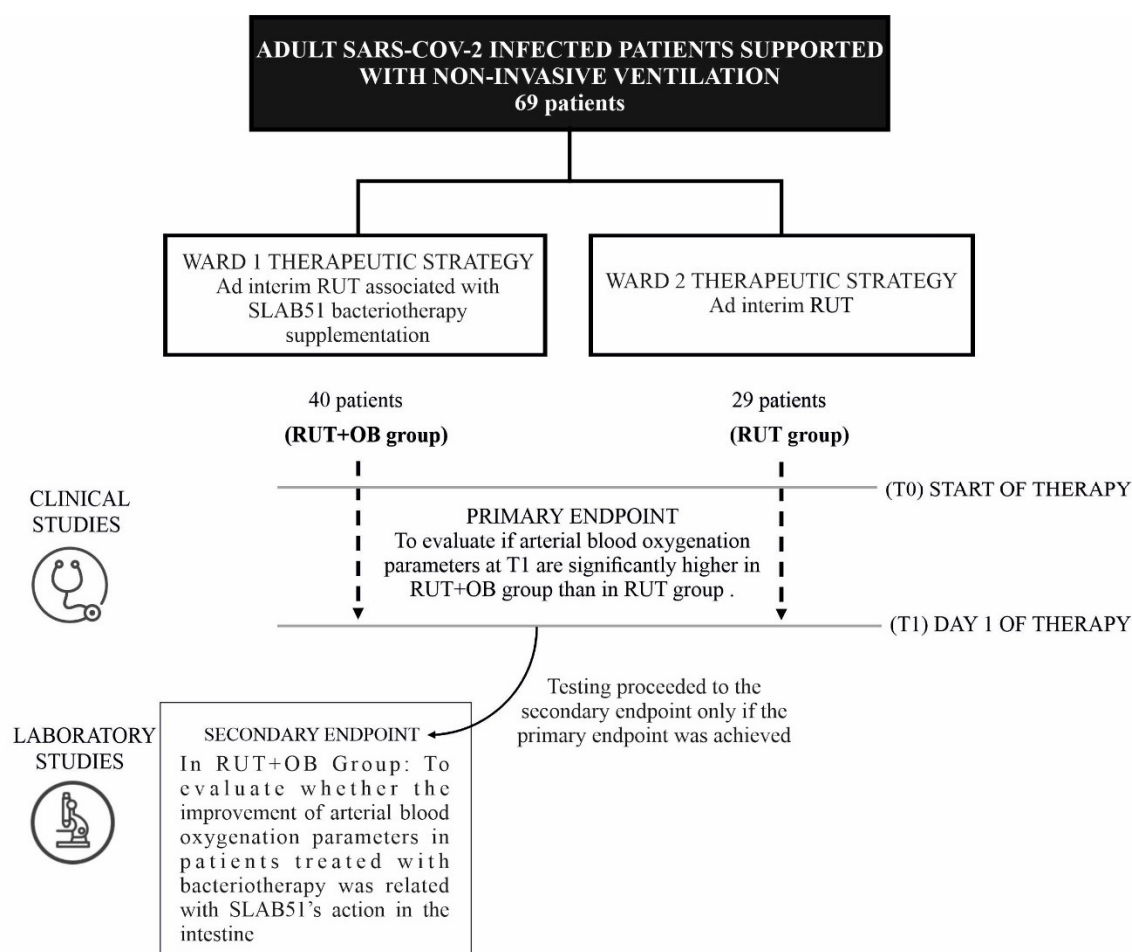 ADULT SARS-COV-2 INFECTED PATIENTS SUPPORTED
WITH NON-INVASIVE VENTILATION
69 patients
WARD 1 THERAPEUTIC STRATEGY
Ad interim RUT associated with
SLAB51 bacteriotherapy
supplementation
WARD 2 THERAPEUTIC STRATEGY
Ad interim RUT
40 patients
(RUT+OB group)
29 patients
(RUT group)
(T0) START OF THERAPY
CLINICAL
STUDIES
PRIMARY ENDPOINT
To evaluate if arterial blood oxygenation
parameters at T1 are significantly higher in
RUT+OB group than in RUT group .
(T1) DAY 1 OF THERAPY
Testing proceeded to the
secondary endpoint only if the
primary endpoint was achieved
LABORATORY
STUDIES
SECONDARY ENDPOINT
In RUT+OB Group: To
evaluate whether the
improvement of arterial blood
oxygenation parameters in
patients treated with
bacteriotherapy was related
with SLAB51's action in the
intestine